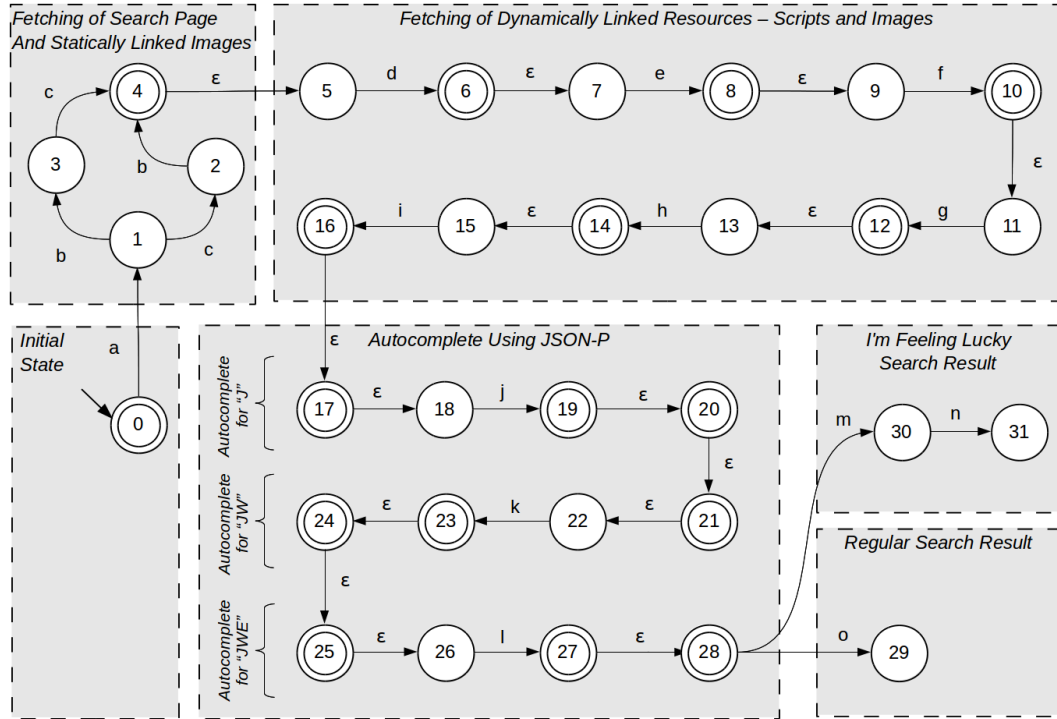 Fetching of Search Page
And Statically Linked Images
c
4
ε
3
2
b
1
b
c
a
Fetching of Dynamically Linked Resources – Scripts and Images
5
d
6
ε
7
e
8
ε
9
f
10
ε
16
i
15
ε
14
h
13
ε
12
g
11
ε
Initial
State
0
Autocomplete Using JSON-P
Autocomplete
for "J"
17
ε
18
j
19
ε
20
ε
Autocomplete
for "JW"
24
ε
23
k
22
ε
21
ε
Autocomplete
for "JWE"
25
ε
26
l
27
ε
28
I'm Feeling Lucky
Search Result
m
30
n
31
Regular Search Result
o
29